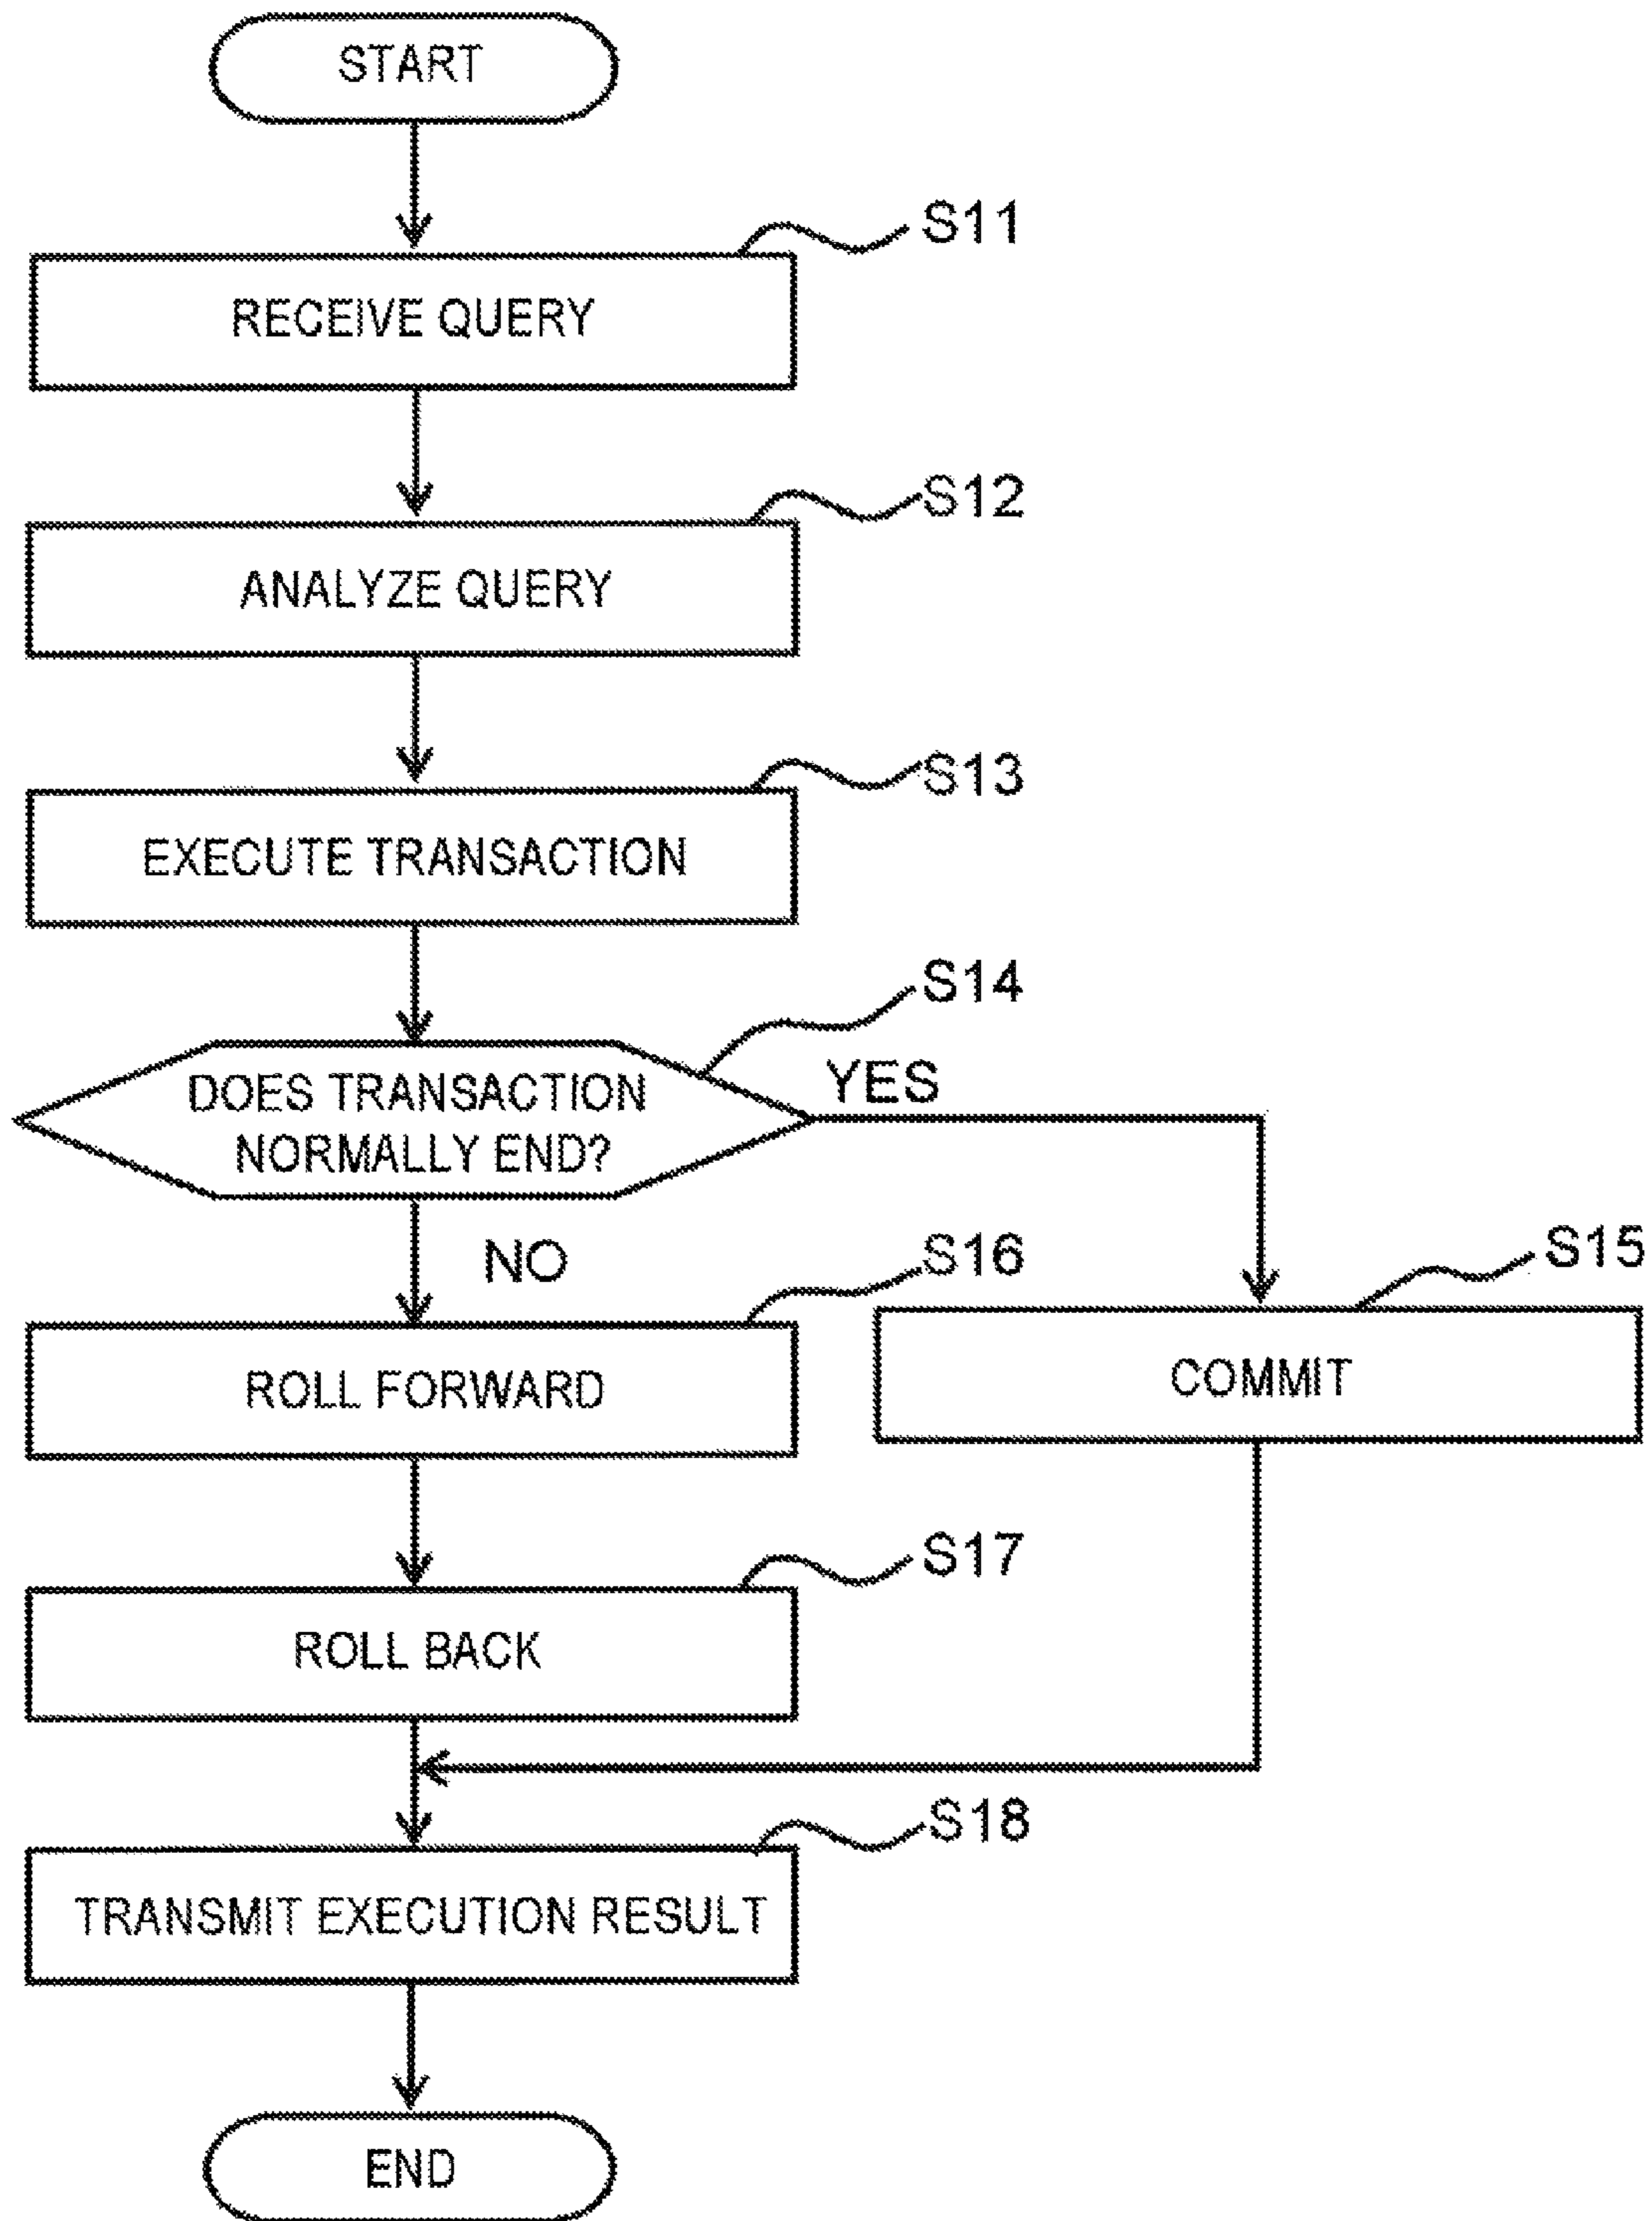 START
S11
RECEIVE QUERY
S12
ANALYZE QUERY
S13
EXECUTE TRANSACTION
S14
DOES TRANSACTION
NORMALLY END?
YES
NO
S16
ROLL FORWARD
S15
COMMIT
S17
ROLL BACK
S18
TRANSMIT EXECUTION RESULT
END